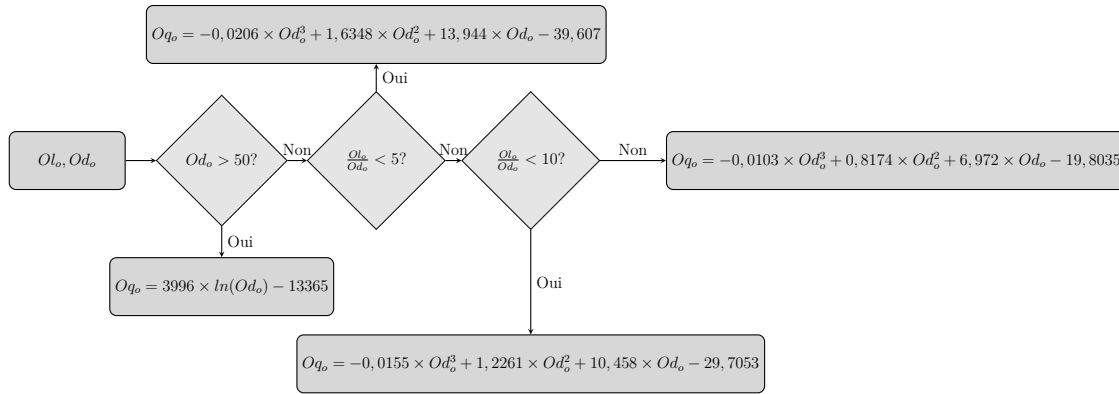 Oq_o = −0,0206 × Od_o^3 + 1,6348 × Od_o^2 + 13,944 × Od_o − 39,607
Oui
Ol_o, Od_o
Od_o > 50?
Non
Ol_o/Od_o < 5?
Non
Ol_o/Od_o < 10?
Non
Oq_o = −0,0103 × Od_o^3 + 0,8174 × Od_o^2 + 6,972 × Od_o − 19,8035
Oui
Oq_o = 3996 × ln(Od_o) − 13365
Oui
Oq_o = −0,0155 × Od_o^3 + 1,2261 × Od_o^2 + 10,458 × Od_o − 29,7053